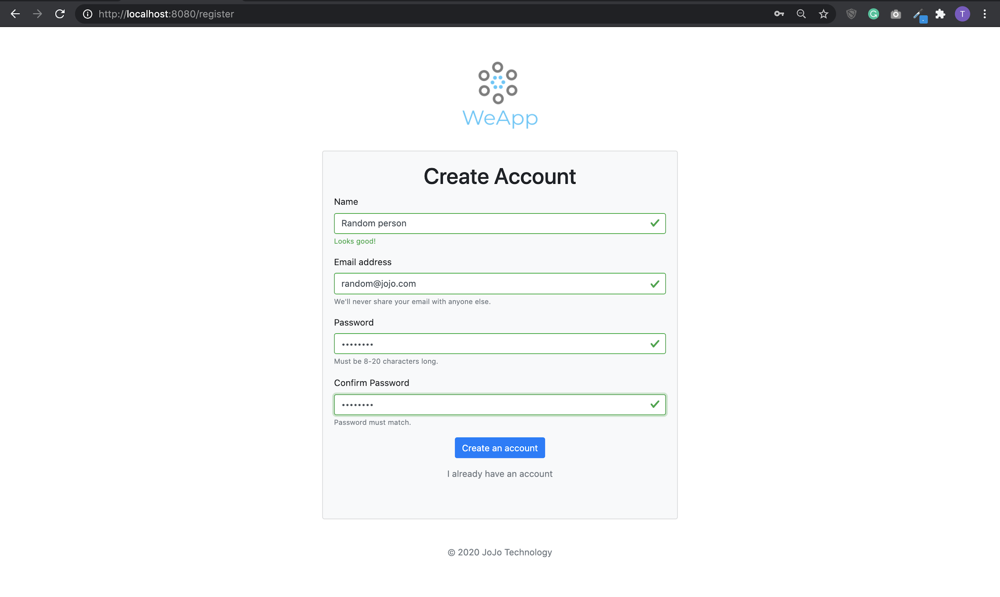 http://localhost:8080/register
T
WeApp
Create Account
Name
Random person
Looks good!
Email address
random@jojo.com
We'll never share your email with anyone else.
Password
••••••••
Must be 8-20 characters long.
Confirm Password
••••••••
Password must match.
Create an account
I already have an account
© 2020 JoJo Technology